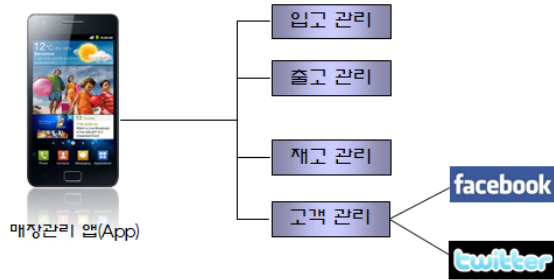 입고 관리
출고 관리
재고 관리
고객 관리
매장관리 앱(App)
facebook
twitter